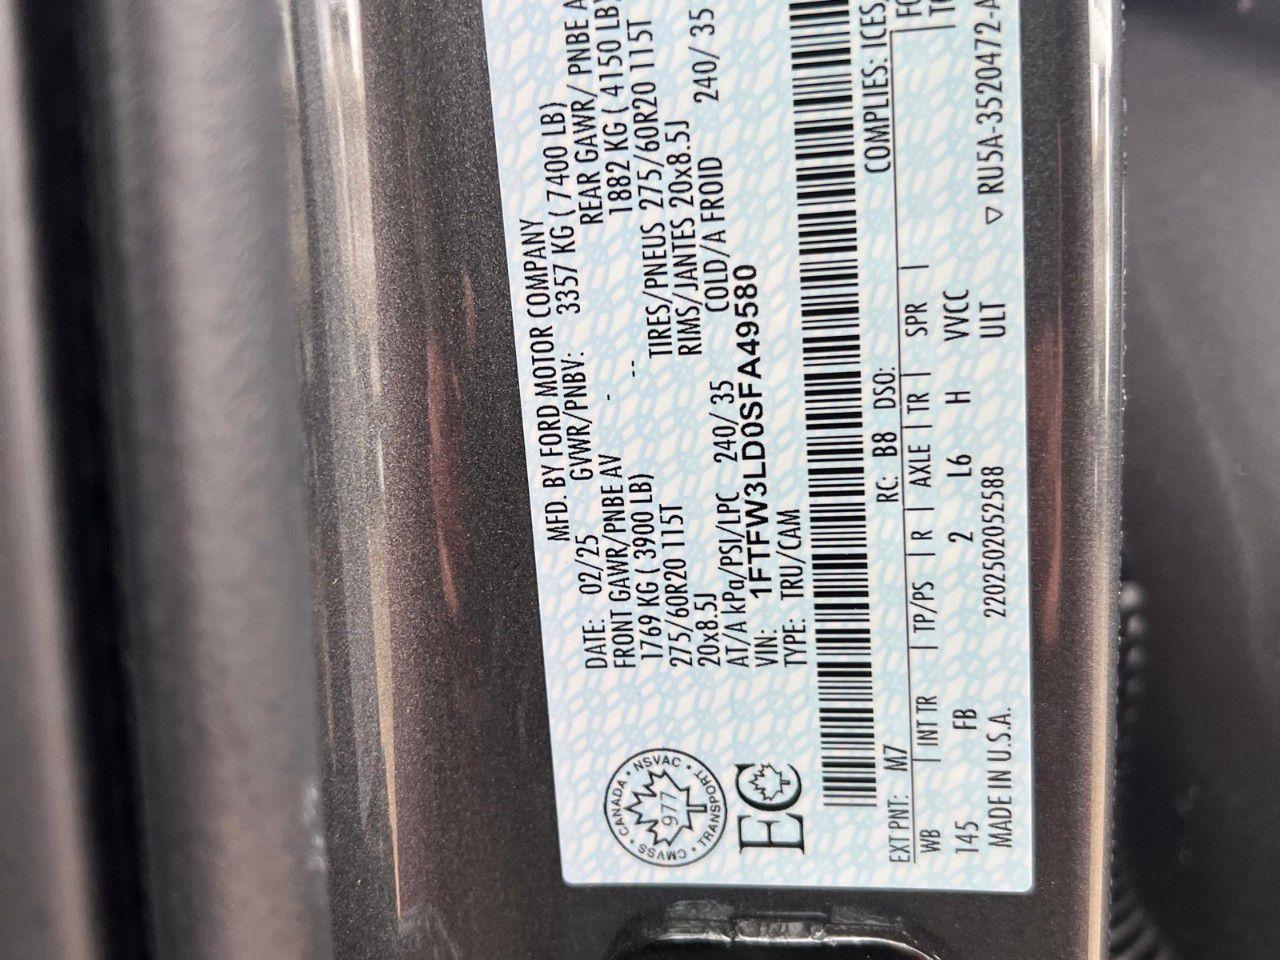 MFD. BY FORD MOTOR COMPANY
DATE: 02/25 GVWR/PNBV: 3357 KG ( 7400 LB)
FRONT GAWR/PNBE AV REAR GAWR/ PNBE A
1769 KG ( 3900 LB) - -- 1882 KG ( 4150 LB)
275/60R20 115T TIRES/PNEUS 275/60R20 115T
20x8.5J RIMS/JANTES 20x8.5J
AT/A kPa/PSI/LPC 240/ 35 COLD/A FROID 240/ 35
VIN: 1FTFW3LD0SFA49580
TYPE: TRU/CAM
CANADA • NSVAC • TRANSPORT • CMVSS
977
EC
COMPLIES: ICES
EXT PNT: M7 RC: B8 DSO:
WB INT TR TP/PS R AXLE TR SPR
145 FB 2 L6 H VVCC
MADE IN U.S.A. 2202502052588 ULT ▽ RU5A-3520472-A